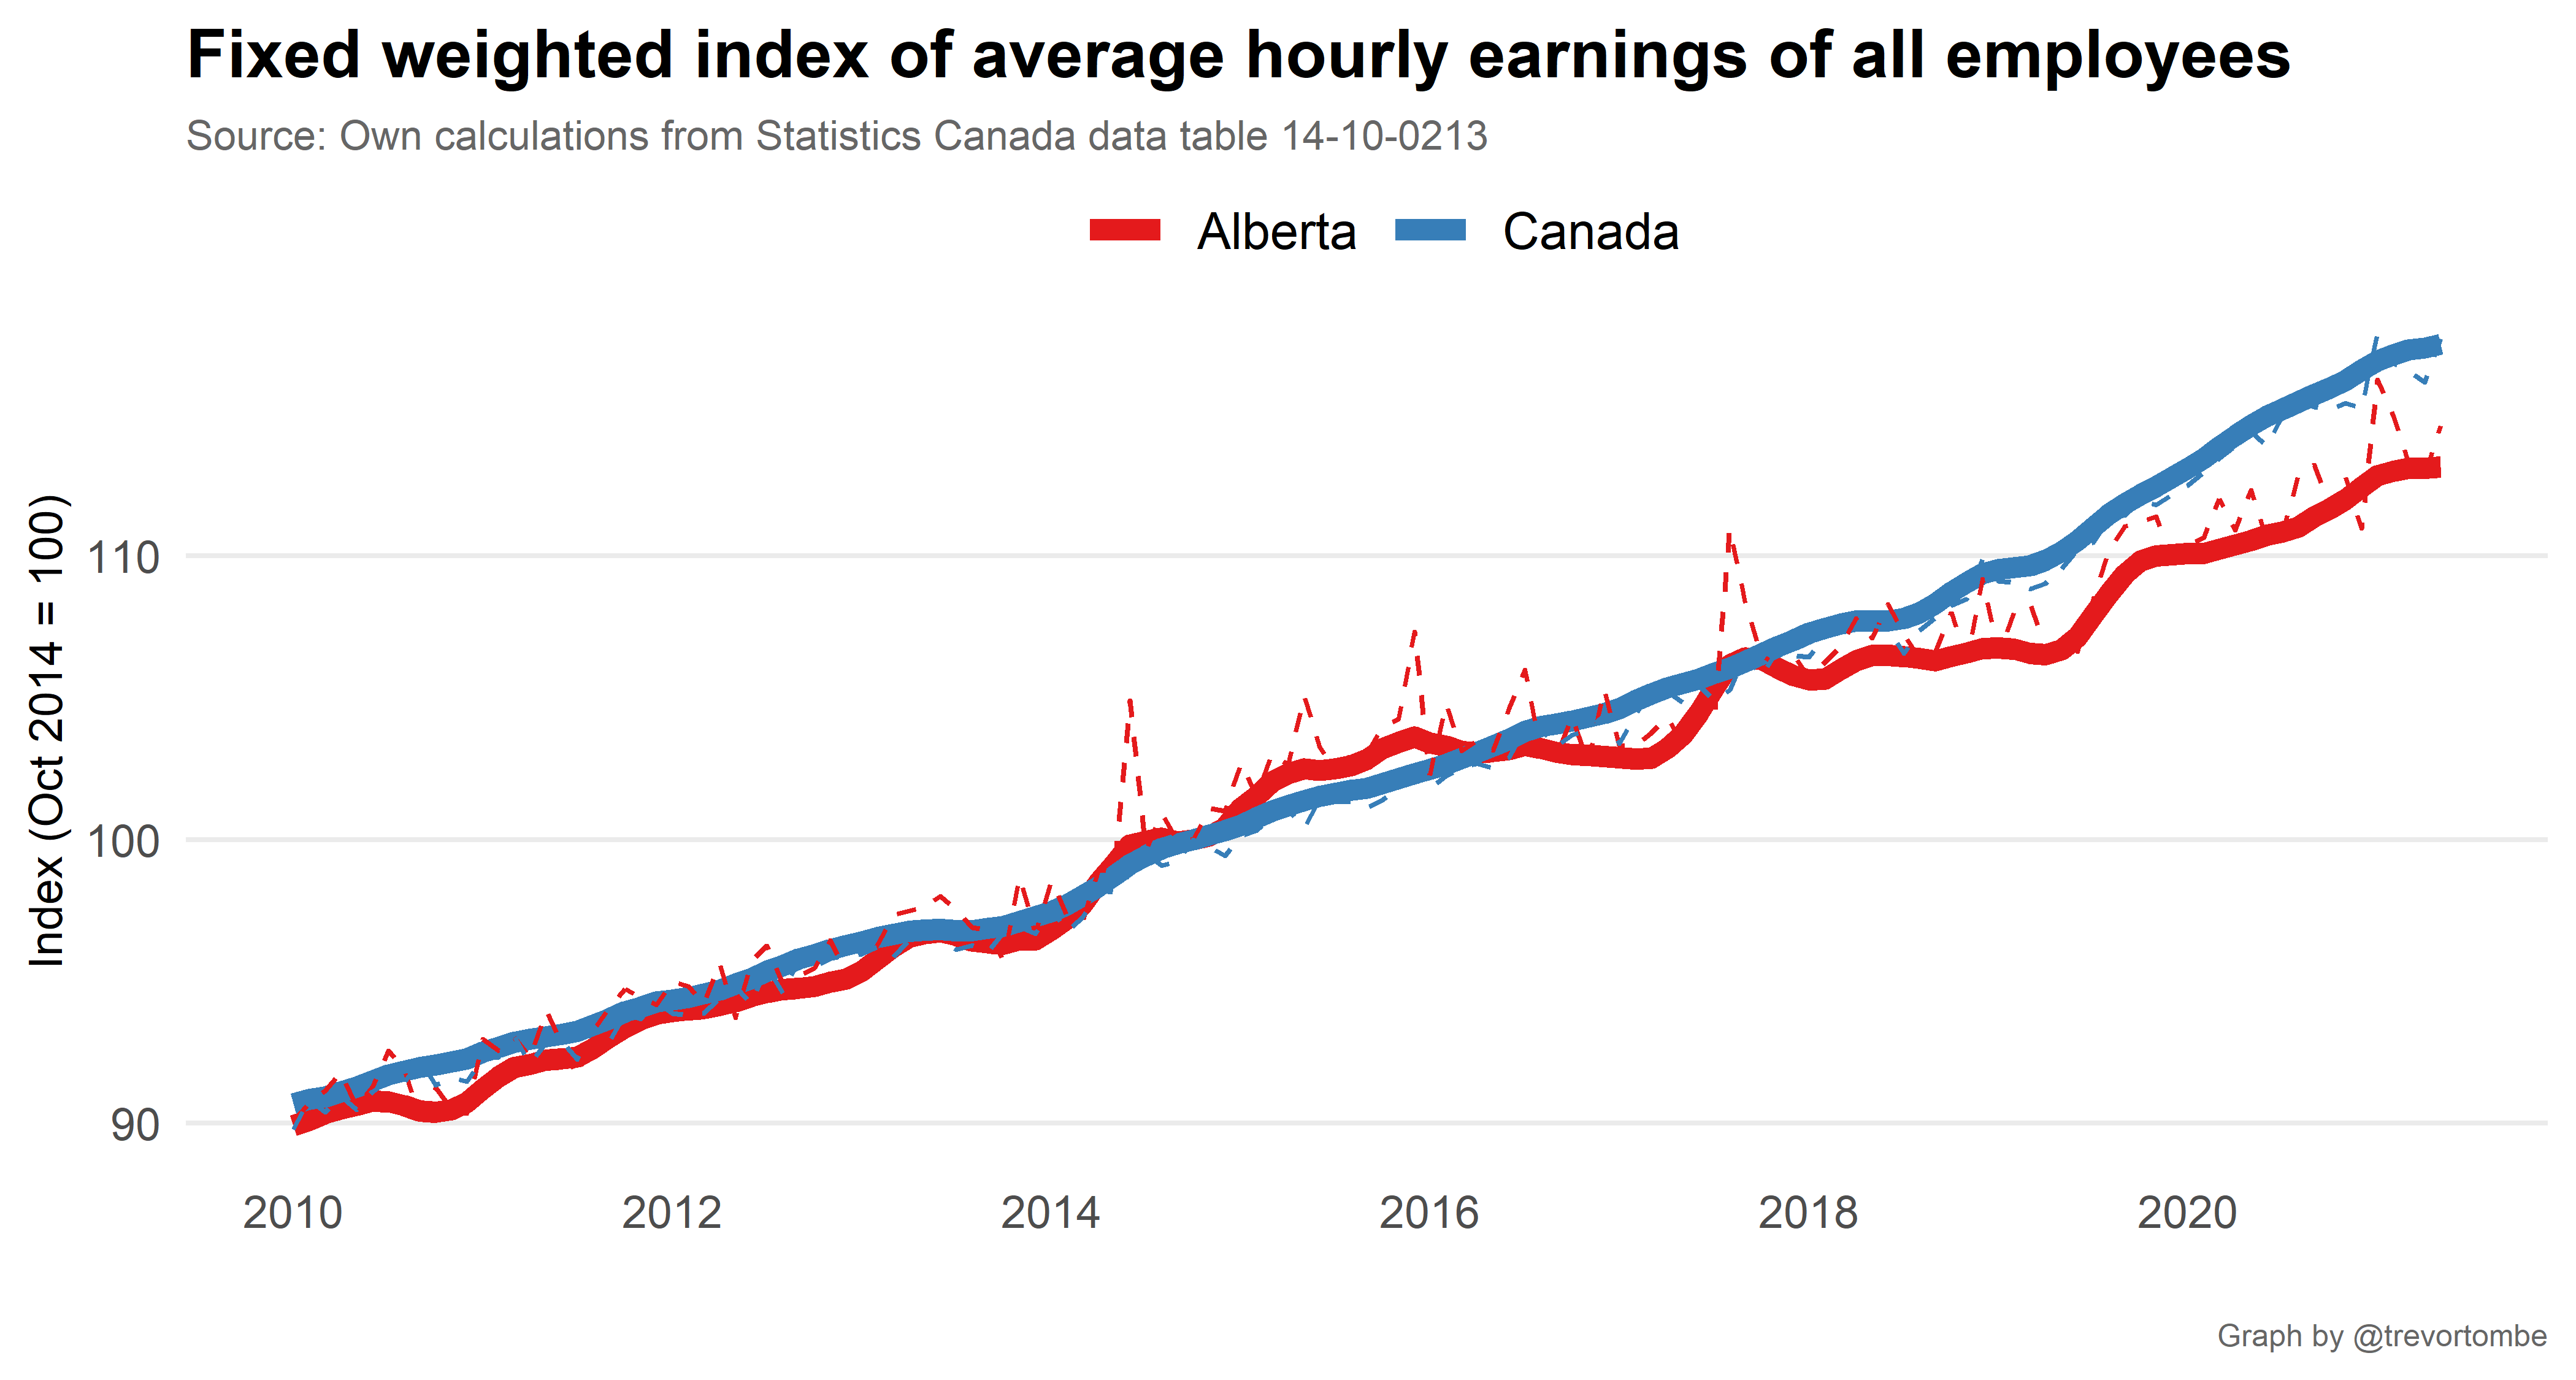 Fixed weighted index of average hourly earnings of all employees
Source: Own calculations from Statistics Canada data table 14-10-0213
Alberta Canada
Index (Oct 2014 = 100)
110
100
90
2010 2012 2014 2016 2018 2020
Graph by @trevortombe